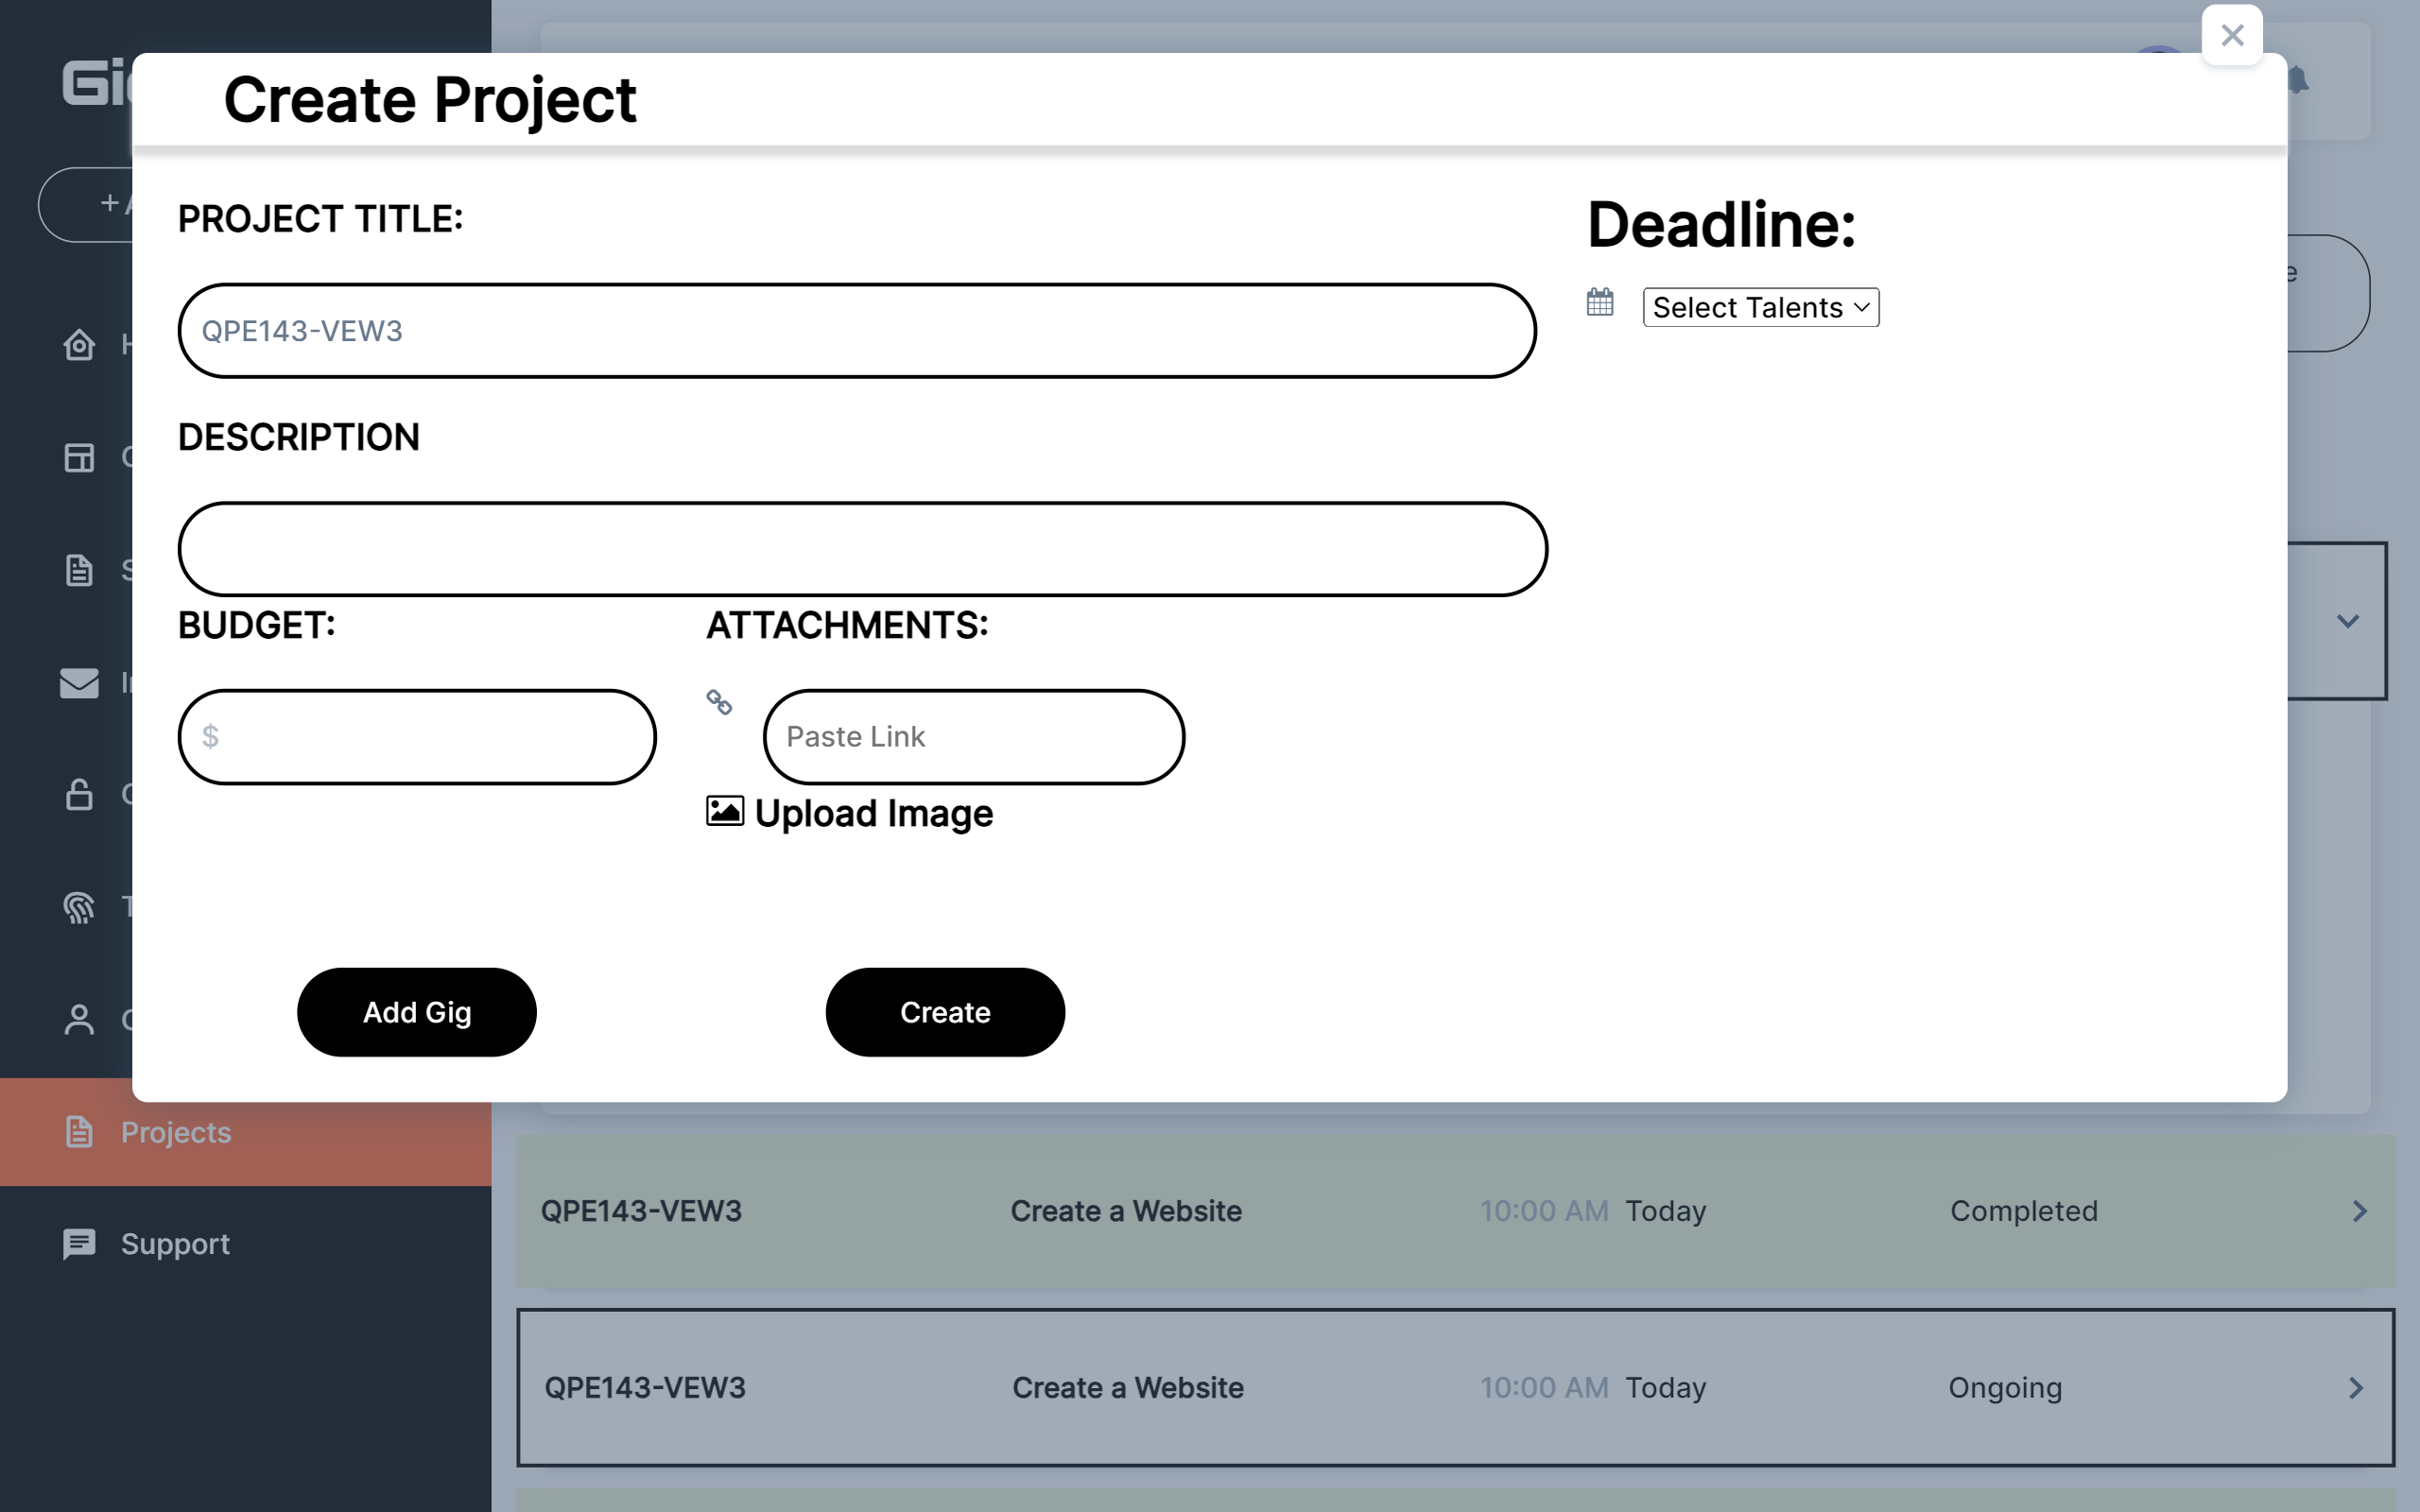 Create Project
PROJECT TITLE:
QPE143-VEW3
DESCRIPTION
BUDGET:
$
ATTACHMENTS:
Paste Link
Upload Image
Add Gig
Create
Deadline:
Select Talents
Projects
Support
QPE143-VEW3 Create a Website 10:00 AM Today Completed
QPE143-VEW3 Create a Website 10:00 AM Today Ongoing